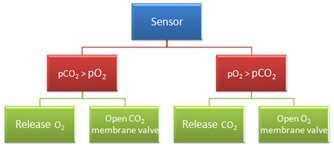 Sensor
pCO₂ > pO₂
pO₂ > pCO₂
Release O₂
Open CO₂
membrane valve
Release CO₂
Open O₂
membrane valve